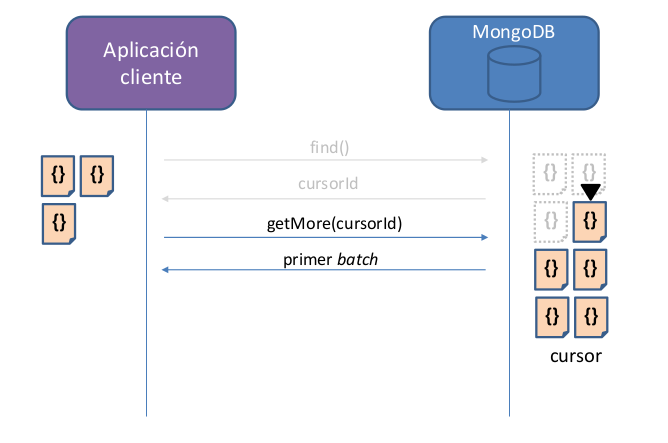 Aplicación
cliente
MongoDB
find()
cursorId
getMore(cursorId)
primer batch
{} {}
{}
{} {}
{} {}
{} {}
{} {}
cursor